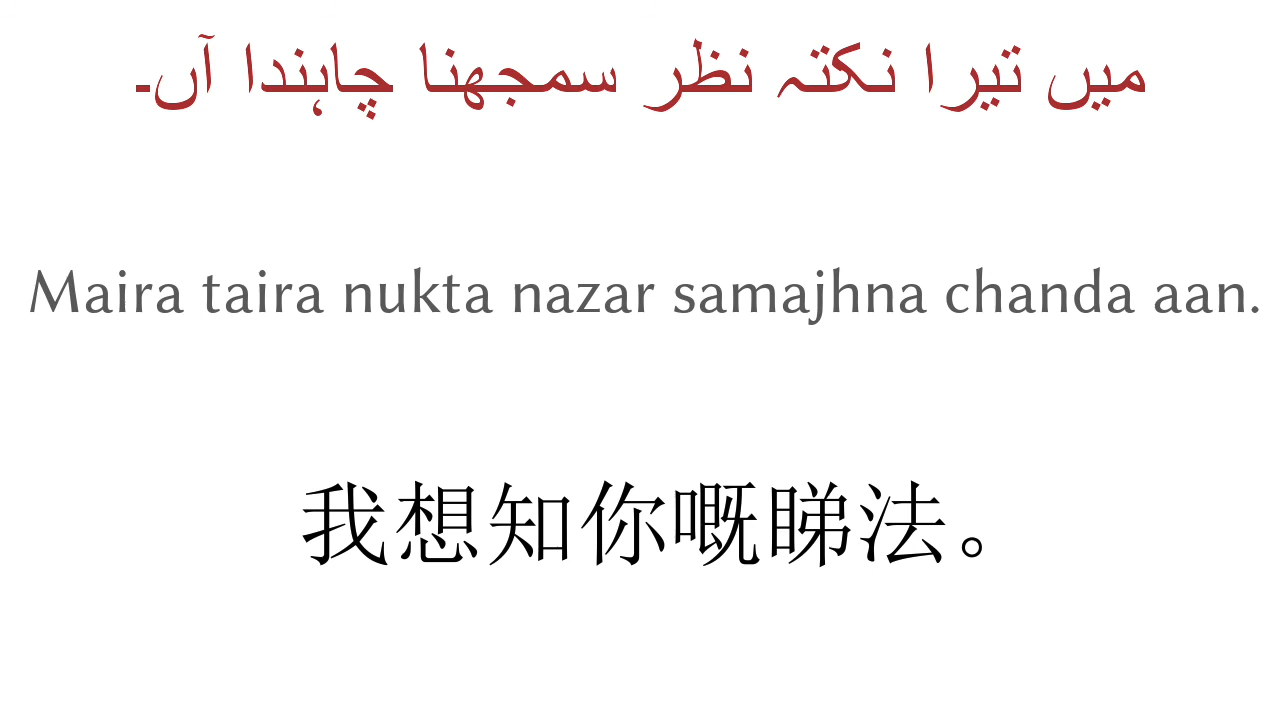 میں تیرا نکتہ نظر سمجھنا چاہندا آں۔
Maira taira nukta nazar samajhna chanda aan.
我想知你嘅睇法。